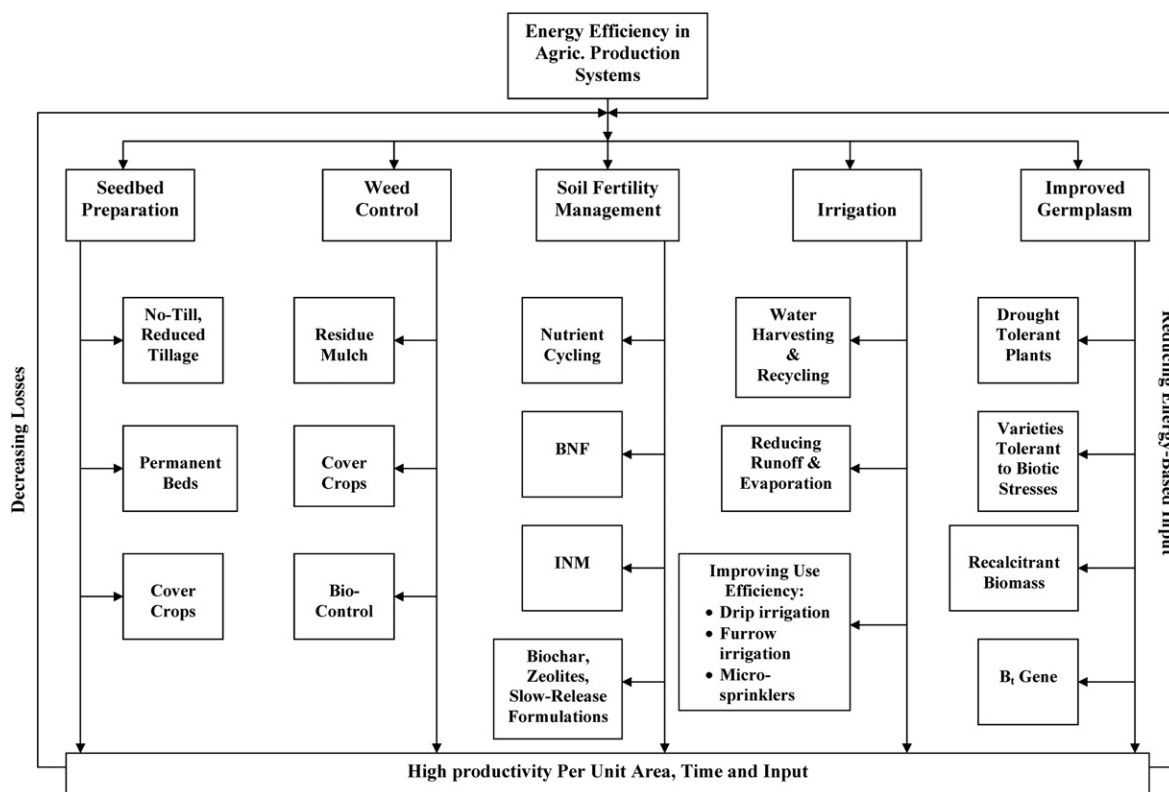 Energy Efficiency in
Agric. Production
Systems
Seedbed
Preparation
Weed
Control
Soil Fertility
Management
Irrigation
Improved
Germplasm
No-Till,
Reduced
Tillage
Permanent
Beds
Cover
Crops
Residue
Mulch
Cover
Crops
Bio-
Control
Nutrient
Cycling
BNF
INM
Biochar,
Zeolites,
Slow-Release
Formulations
Water
Harvesting
&
Recycling
Reducing
Runoff &
Evaporation
Improving Use
Efficiency:
• Drip irrigation
• Furrow
irrigation
• Micro-
sprinklers
Drought
Tolerant
Plants
Varieties
Tolerant
to Biotic
Stresses
Recalcitrant
Biomass
Bt Gene
Decreasing Losses
Reducing Energy-Based Input
High productivity Per Unit Area, Time and Input